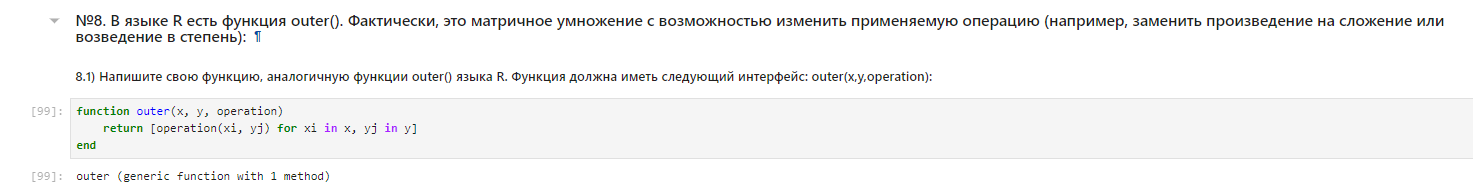 №8. В языке R есть функция outer(). Фактически, это матричное умножение с возможностью изменить применяемую операцию (например, заменить произведение на сложение или
возведение в степень): ¶
8.1) Напишите свою функцию, аналогичную функции outer() языка R. Функция должна иметь следующий интерфейс: outer(x,y,operation):
[99]: function outer(x, y, operation)
    return [operation(xi, yj) for xi in x, yj in y]
end
[99]: outer (generic function with 1 method)